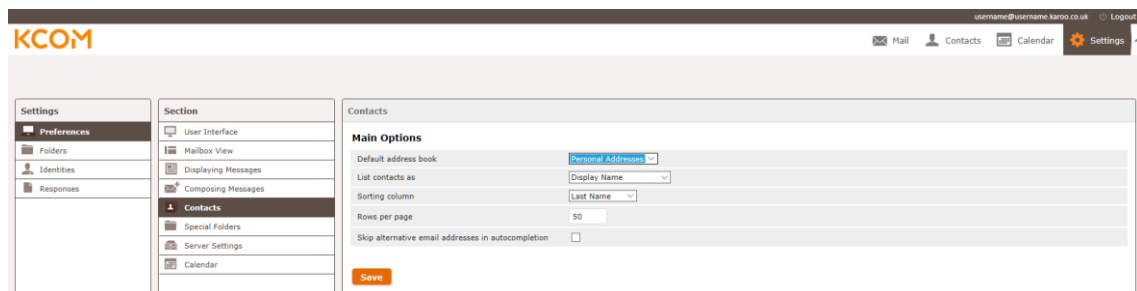 username@username.karoo.co.uk Logout
KCOM
Mail Contacts Calendar Settings
Settings
Preferences
Folders
Identities
Responses
Section
User Interface
Mailbox View
Displaying Messages
Composing Messages
Contacts
Special Folders
Server Settings
Calendar
Contacts
Main Options
Default address book Personal Addresses
List contacts as Display Name
Sorting column Last Name
Rows per page 50
Skip alternative email addresses in autocompletion
Save